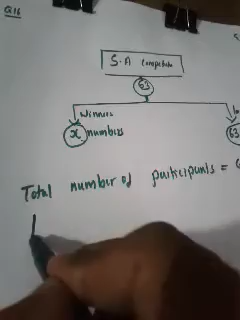 Q16
S.A competition
63
winners
x numbers
63
Total number of participants =